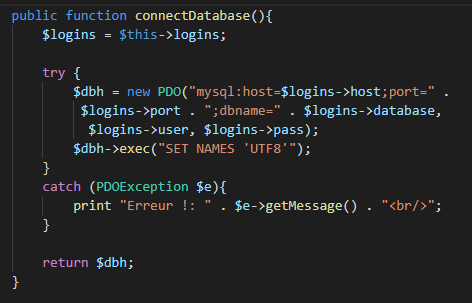 public function connectDatabase(){
    $logins = $this->logins;

    try {
        $dbh = new PDO("mysql:host=$logins->host;port=" .
         $logins->port . ";dbname=" . $logins->database,
          $logins->user, $logins->pass);
        $dbh->exec("SET NAMES 'UTF8'");
    }
    catch (PDOException $e){
        print "Erreur !: " . $e->getMessage() . "<br/>";
    }

    return $dbh;
}